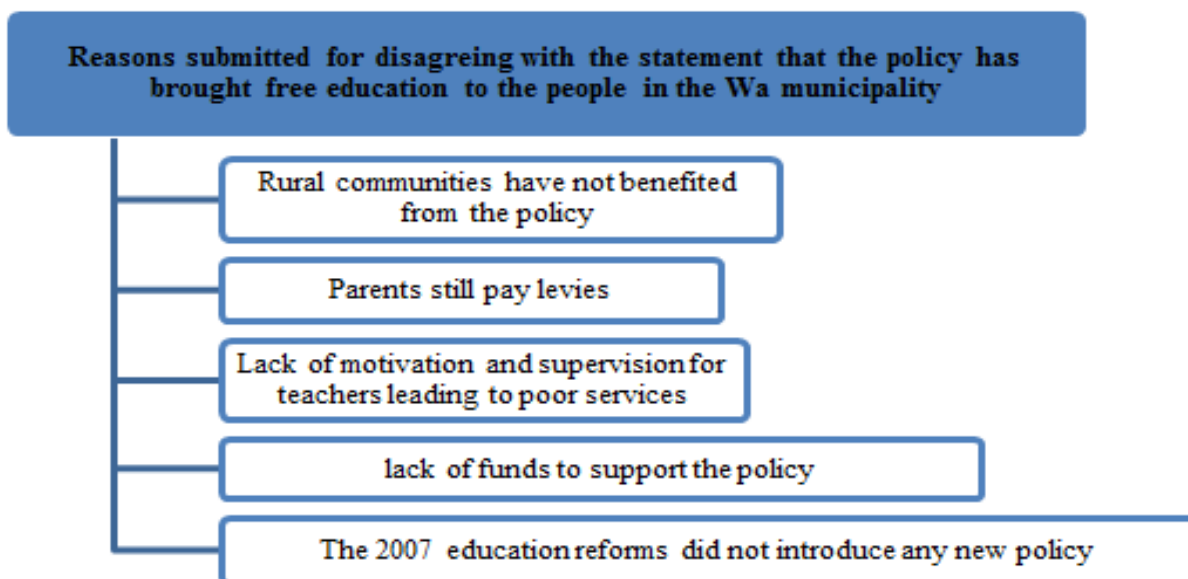 Reasons submitted for disagreing with the statement that the policy has
brought free education to the people in the Wa municipality
Rural communities have not benefited
from the policy
Parents still pay levies
Lack of motivation and supervision for
teachers leading to poor services
lack of funds to support the policy
The 2007 education reforms did not introduce any new policy